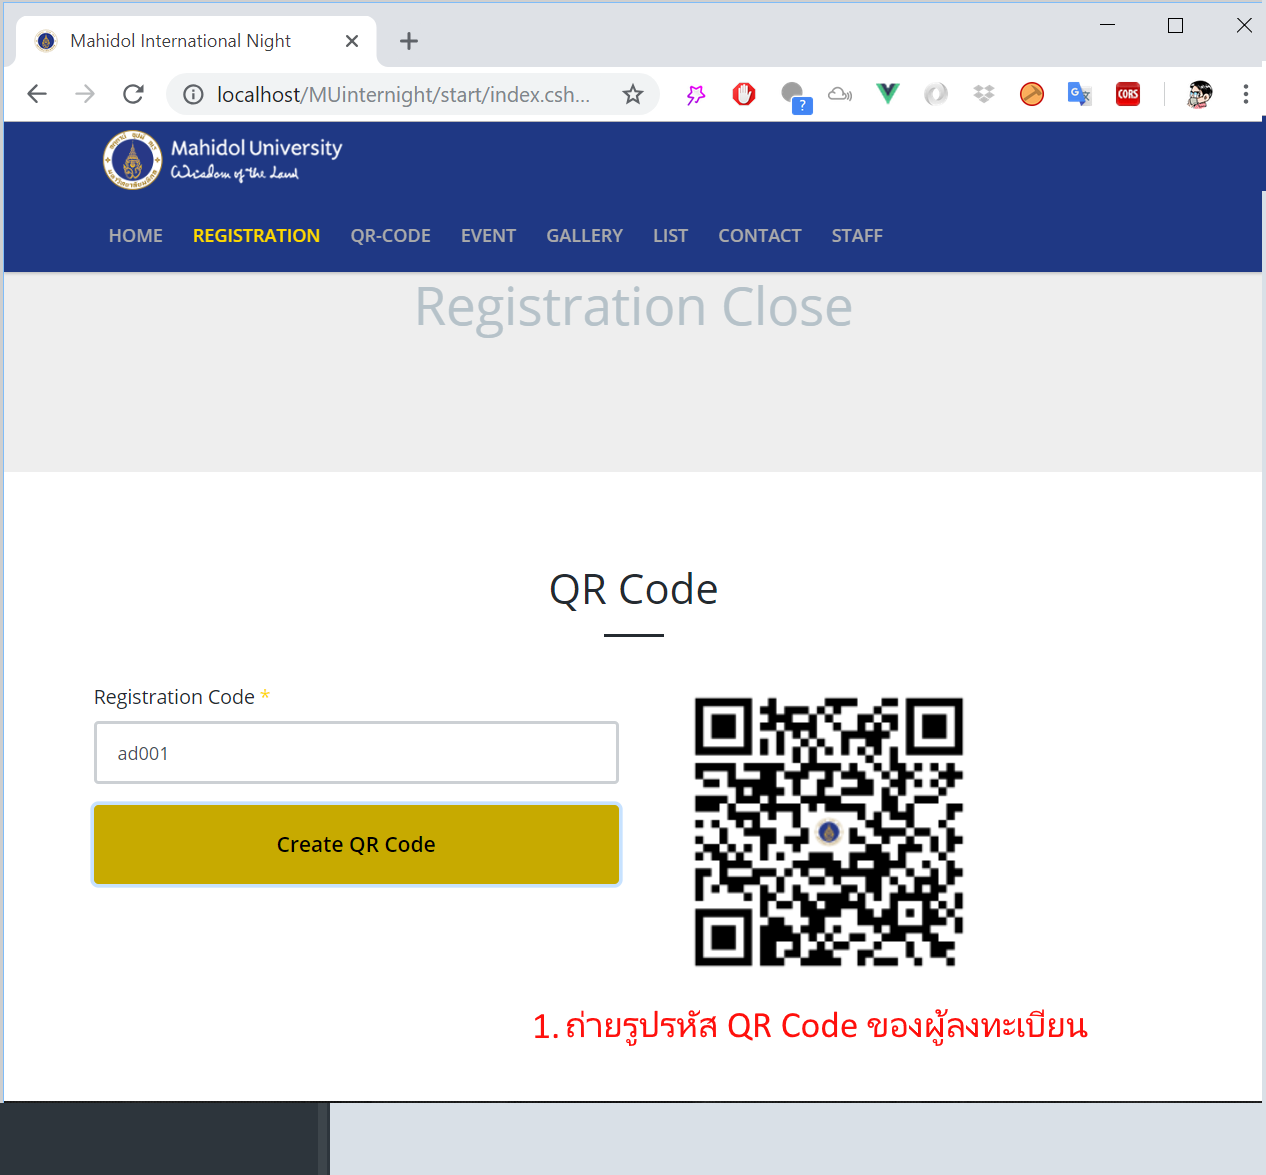 Mahidol International Night
localhost/MUinternight/start/index.csh...
?
CORS
Mahidol University
Wisdom of the Land
HOME REGISTRATION QR-CODE EVENT GALLERY LIST CONTACT STAFF
Registration Close
QR Code
Registration Code *
ad001
Create QR Code
1. ถ่ายรูปรหัส QR Code ของผู้ลงทะเบียน